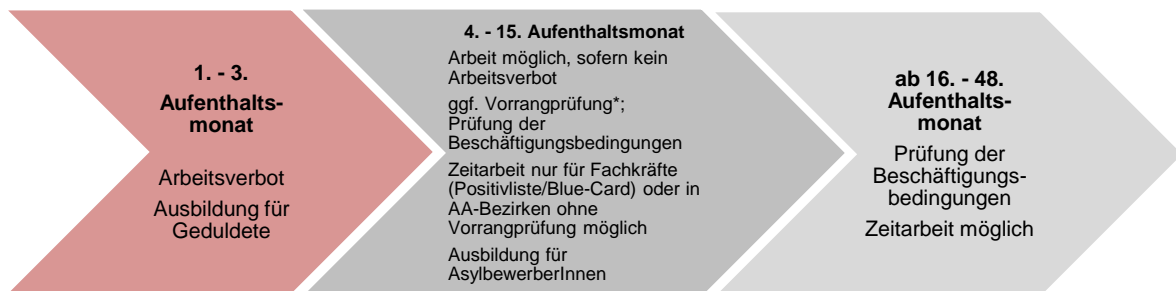 1. - 3.
Aufenthalts-
monat
Arbeitsverbot
Ausbildung für
Geduldete
4. - 15. Aufenthaltsmonat
Arbeit möglich, sofern kein
Arbeitsverbot
ggf. Vorrangprüfung*;
Prüfung der
Beschäftigungsbedingungen
Zeitarbeit nur für Fachkräfte
(Positivliste/Blue-Card) oder in
AA-Bezirken ohne
Vorrangprüfung möglich
Ausbildung für
AsylbewerberInnen
ab 16. - 48.
Aufenthalts-
monat
Prüfung der
Beschäftigungs-
bedingungen
Zeitarbeit möglich